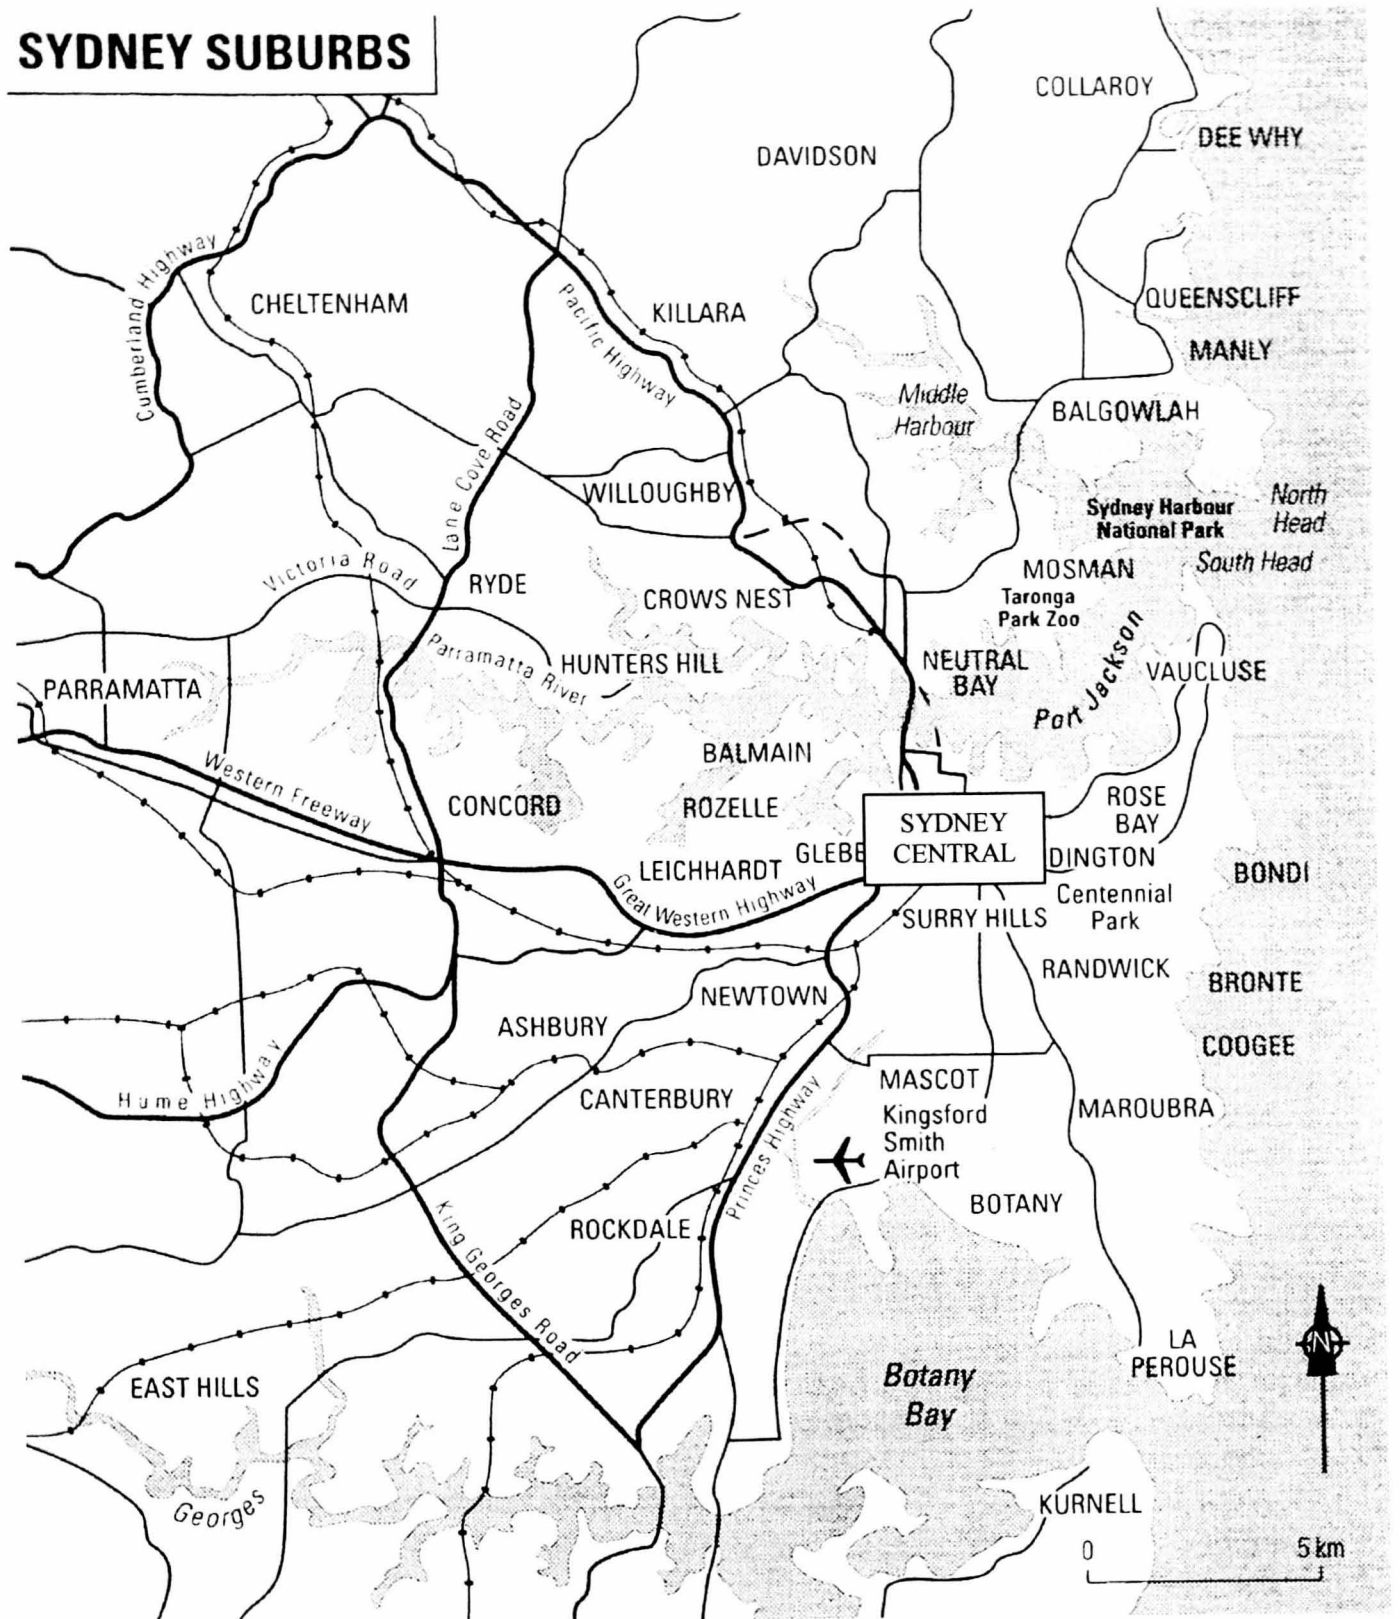 SYDNEY SUBURBS
COLLAROY
DEE WHY
DAVIDSON
Cumberland Highway
CHELTENHAM
Pacific Highway
KILLARA
QUEENSCLIFF
MANLY
Middle
Harbour
BALGOWLAH
Lane Cove Road
WILLOUGHBY
Sydney Harbour
National Park
North
Head
South Head
Victoria Road
RYDE
CROWS NEST
MOSMAN
Taronga
Park Zoo
Parramatta River
HUNTERS HILL
NEUTRAL
BAY
Port Jackson
VAUCLUSE
PARRAMATTA
BALMAIN
Western Freeway
CONCORD
ROZELLE
SYDNEY
CENTRAL
ROSE
BAY
LEICHHARDT
GLEBE
DINGTON
BONDI
Great Western Highway
Centennial
Park
SURRY HILLS
RANDWICK
BRONTE
NEWTOWN
ASHBURY
COOGEE
Hume Highway
CANTERBURY
MASCOT
MAROUBRA
Kingsford
Smith
Airport
Princes Highway
BOTANY
King Georges Road
ROCKDALE
LA
PEROUSE
N
EAST HILLS
Botany
Bay
Georges
KURNELL
0 5 km